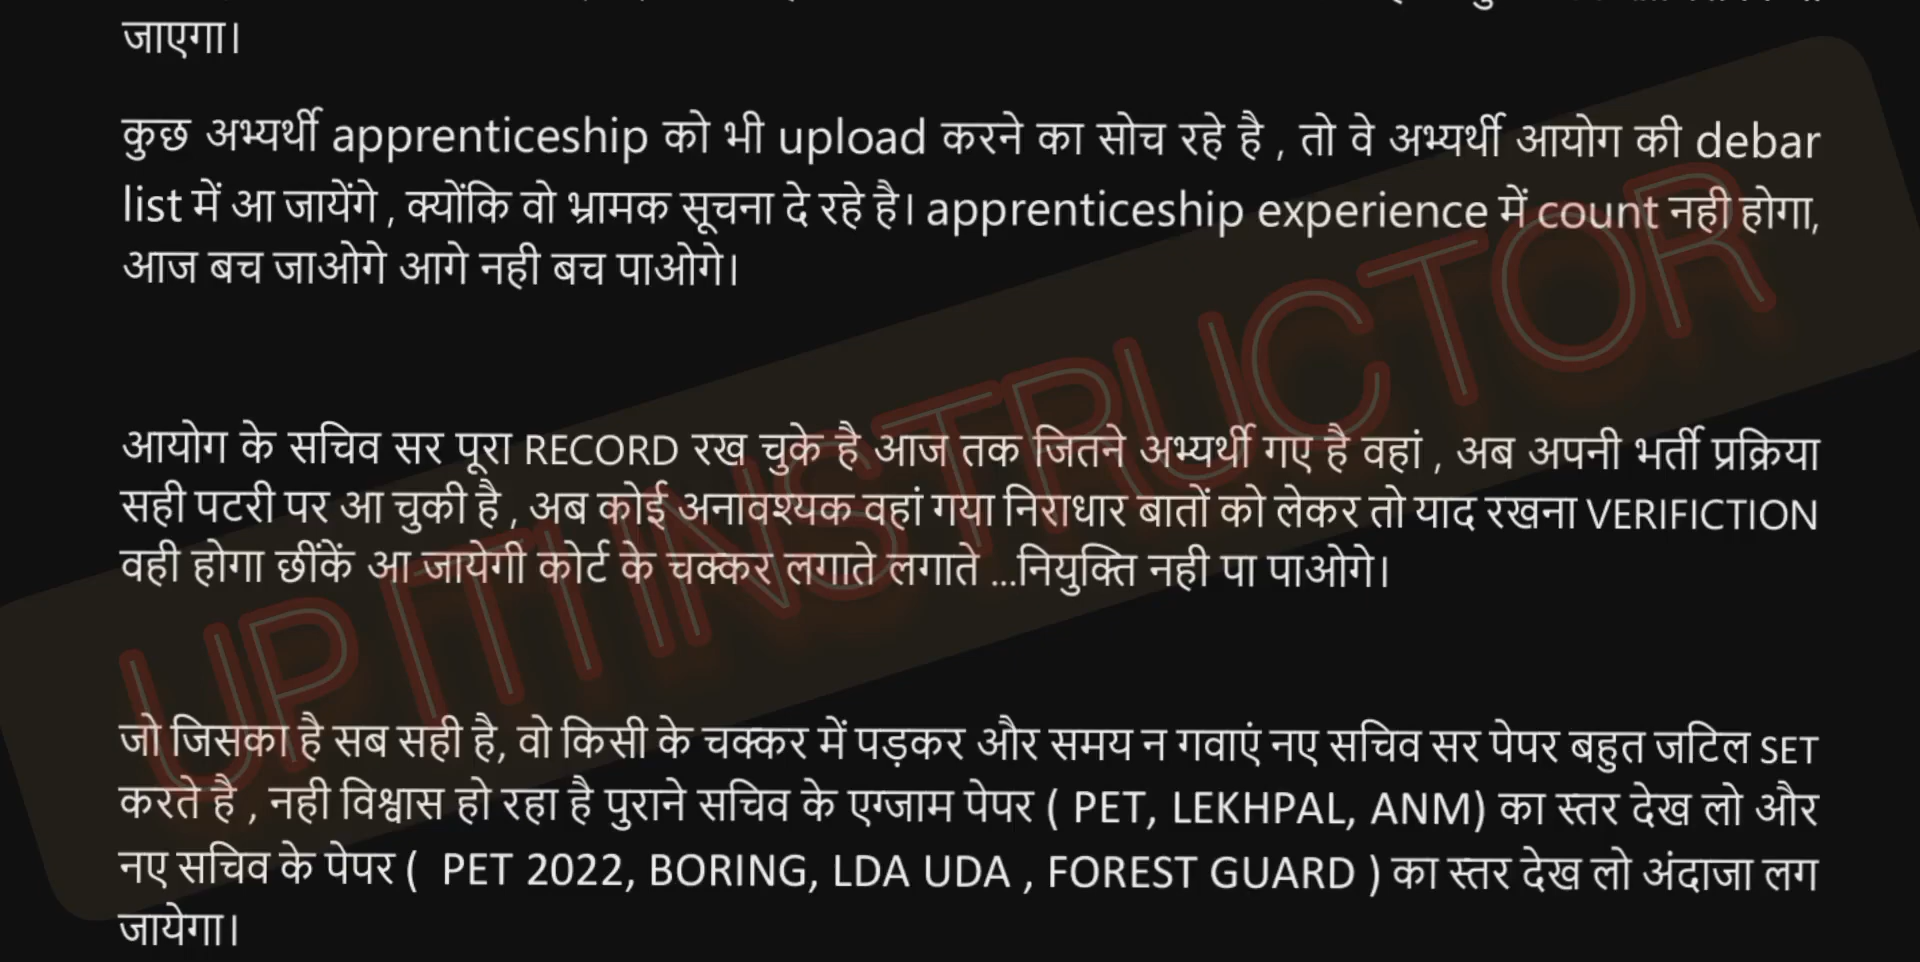 जाएगा।
कुछ अभ्यर्थी apprenticeship को भी upload करने का सोच रहे है , तो वे अभ्यर्थी आयोग की debar
list में आ जायेंगे , क्योंकि वो भ्रामक सूचना दे रहे है। apprenticeship experience में count नही होगा,
आज बच जाओगे आगे नही बच पाओगे।
आयोग के सचिव सर पूरा RECORD रख चुके है आज तक जितने अभ्यर्थी गए है वहां , अब अपनी भर्ती प्रक्रिया
सही पटरी पर आ चुकी है , अब कोई अनावश्यक वहां गया निराधार बातों को लेकर तो याद रखना VERIFICTION
वही होगा छींकें आ जायेगी कोर्ट के चक्कर लगाते लगाते ...नियुक्ति नही पा पाओगे।
जो जिसका है सब सही है, वो किसी के चक्कर में पड़कर और समय न गवाएं नए सचिव सर पेपर बहुत जटिल SET
करते है , नही विश्वास हो रहा है पुराने सचिव के एग्जाम पेपर ( PET, LEKHPAL, ANM) का स्तर देख लो और
नए सचिव के पेपर ( PET 2022, BORING, LDA UDA , FOREST GUARD ) का स्तर देख लो अंदाजा लग
जायेगा।
UP ITI INSTRUCTOR